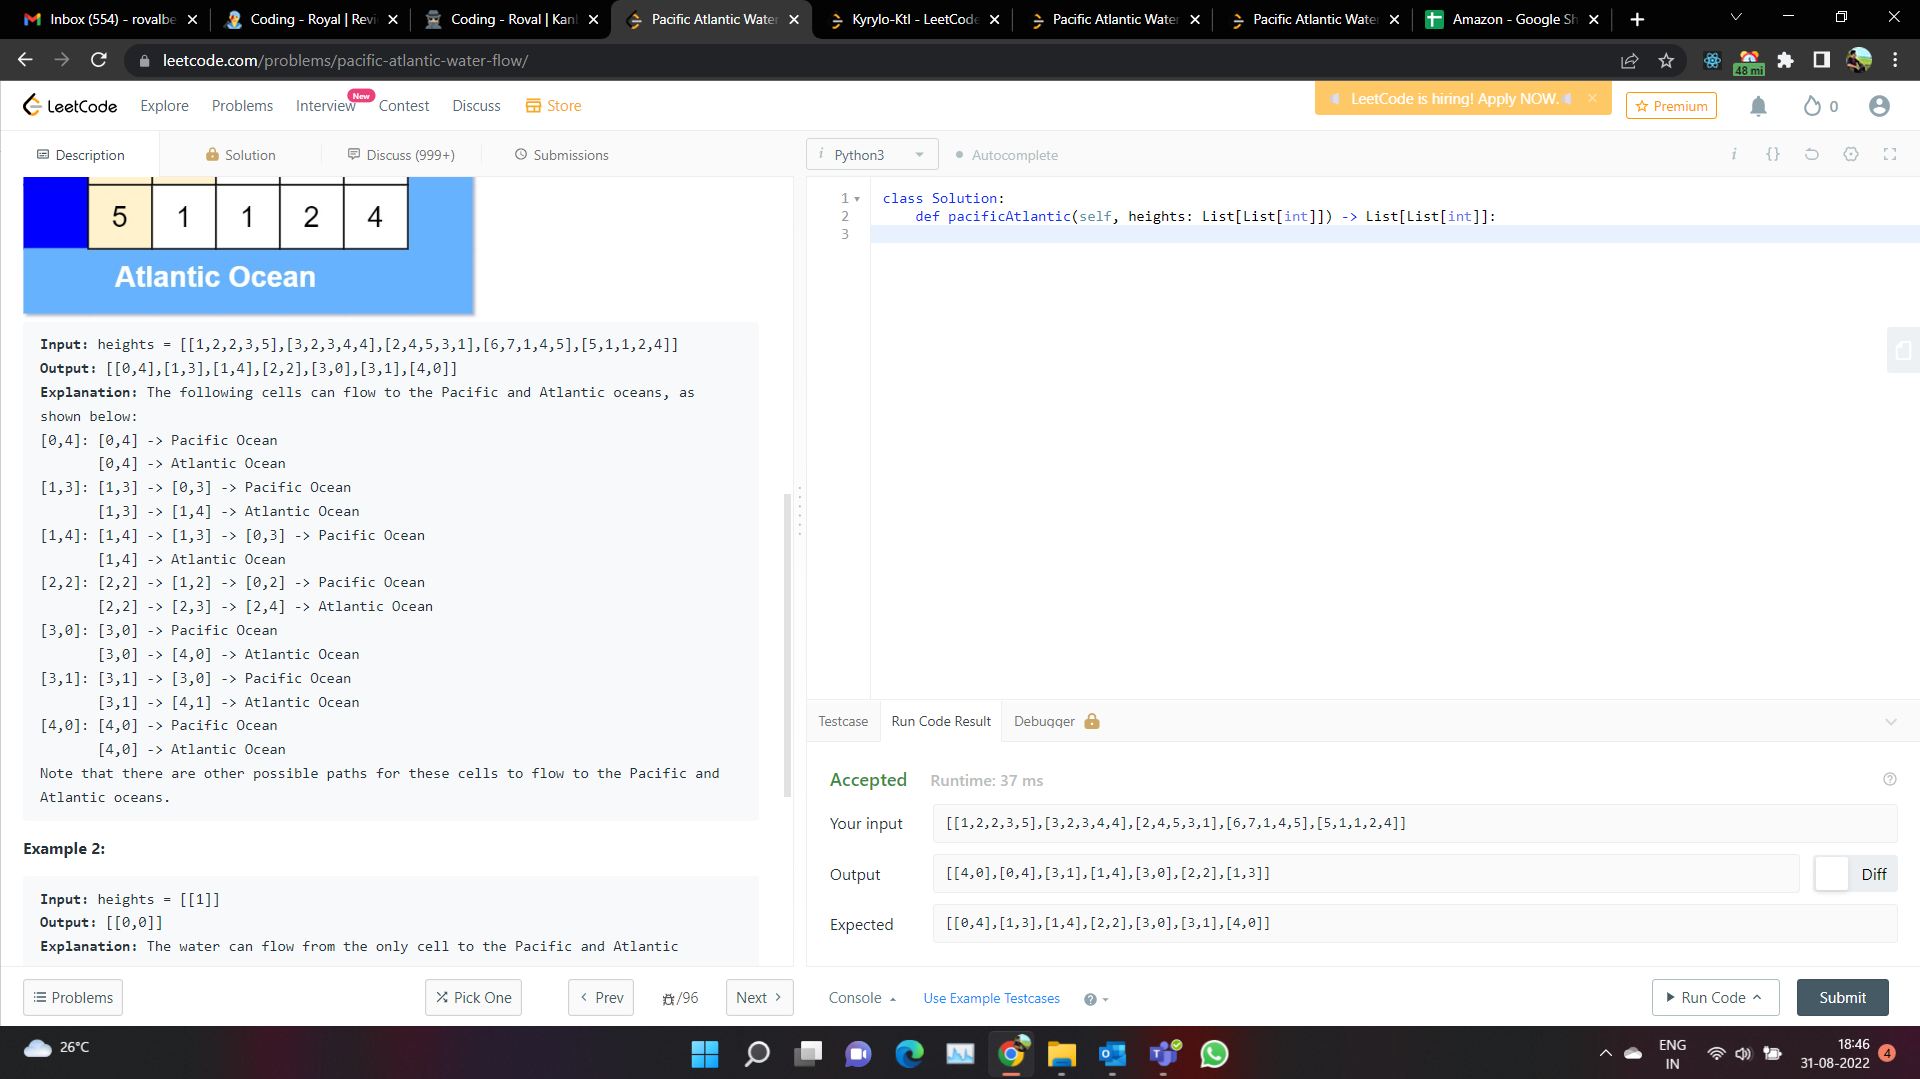 Inbox (554) - rovalbe
Coding - Royal | Revi
Coding - Roval | Kan
Pacific Atlantic Water
Kyrylo-Ktl - LeetCode
Pacific Atlantic Water
Pacific Atlantic Water
Amazon - Google Sh
leetcode.com/problems/pacific-atlantic-water-flow/
48 mi
LeetCode
Explore
Problems
Interview
New
Contest
Discuss
Store
LeetCode is hiring! Apply NOW.
Premium
0
Description
Solution
Discuss (999+)
Submissions
i Python3
Autocomplete
5 1 1 2 4
Atlantic Ocean
Input: heights = [[1,2,2,3,5],[3,2,3,4,4],[2,4,5,3,1],[6,7,1,4,5],[5,1,1,2,4]]
Output: [[0,4],[1,3],[1,4],[2,2],[3,0],[3,1],[4,0]]
Explanation: The following cells can flow to the Pacific and Atlantic oceans, as
shown below:
[0,4]: [0,4] -> Pacific Ocean
[0,4] -> Atlantic Ocean
[1,3]: [1,3] -> [0,3] -> Pacific Ocean
[1,3] -> [1,4] -> Atlantic Ocean
[1,4]: [1,4] -> [1,3] -> [0,3] -> Pacific Ocean
[1,4] -> Atlantic Ocean
[2,2]: [2,2] -> [1,2] -> [0,2] -> Pacific Ocean
[2,2] -> [2,3] -> [2,4] -> Atlantic Ocean
[3,0]: [3,0] -> Pacific Ocean
[3,0] -> [4,0] -> Atlantic Ocean
[3,1]: [3,1] -> [3,0] -> Pacific Ocean
[3,1] -> [4,1] -> Atlantic Ocean
[4,0]: [4,0] -> Pacific Ocean
[4,0] -> Atlantic Ocean
Note that there are other possible paths for these cells to flow to the Pacific and
Atlantic oceans.
Example 2:
Input: heights = [[1]]
Output: [[0,0]]
Explanation: The water can flow from the only cell to the Pacific and Atlantic
1 class Solution:
2 def pacificAtlantic(self, heights: List[List[int]]) -> List[List[int]]:
3
Testcase
Run Code Result
Debugger
Accepted
Runtime: 37 ms
Your input
[[1,2,2,3,5],[3,2,3,4,4],[2,4,5,3,1],[6,7,1,4,5],[5,1,1,2,4]]
Output
[[4,0],[0,4],[3,1],[1,4],[3,0],[2,2],[1,3]]
Diff
Expected
[[0,4],[1,3],[1,4],[2,2],[3,0],[3,1],[4,0]]
Problems
Pick One
Prev
/96
Next
Console
Use Example Testcases
Run Code
Submit
26°C
ENG
IN
18:46
31-08-2022
4